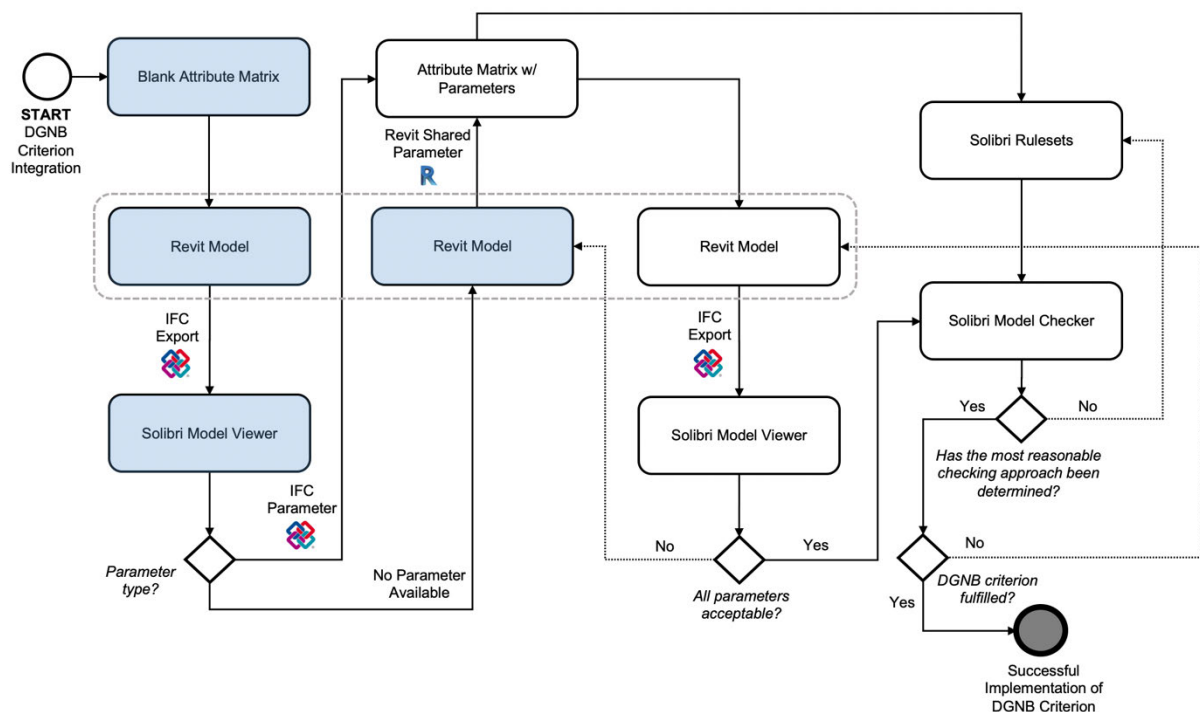 START
DGNB
Criterion
Integration
Blank Attribute Matrix
Revit Model
IFC
Export
Solibri Model Viewer
Parameter
type?
IFC
Parameter
No Parameter
Available
Attribute Matrix w/
Parameters
Revit Shared
Parameter
R
Revit Model
Revit Model
IFC
Export
Solibri Model Viewer
No
Yes
All parameters
acceptable?
Solibri Rulesets
Solibri Model Checker
Yes
No
Has the most reasonable
checking approach been
determined?
No
DGNB criterion
fulfilled?
Yes
Successful
Implementation of
DGNB Criterion